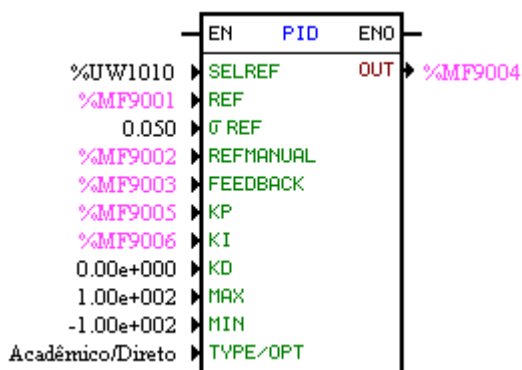 EN PID ENO
%UW1010 SELREF OUT %MF9004
%MF9001 REF
0.050 σ REF
%MF9002 REFMANUAL
%MF9003 FEEDBACK
%MF9005 KP
%MF9006 KI
0.00e+000 KD
1.00e+002 MAX
-1.00e+002 MIN
Acadêmico/Direto TYPE/OPT